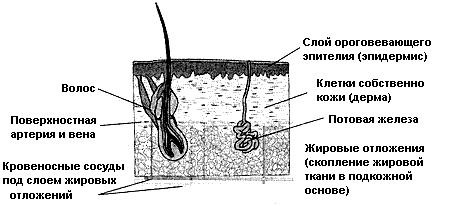 Слой ороговевающего
эпителия (эпидермис)
Волос
Клетки собственно
кожи (дерма)
Поверхностная
артерия и вена
Потовая железа
Кровеносные сосуды
под слоем жировых
отложений
Жировые отложения
(скопление жировой
ткани в подкожной
основе)